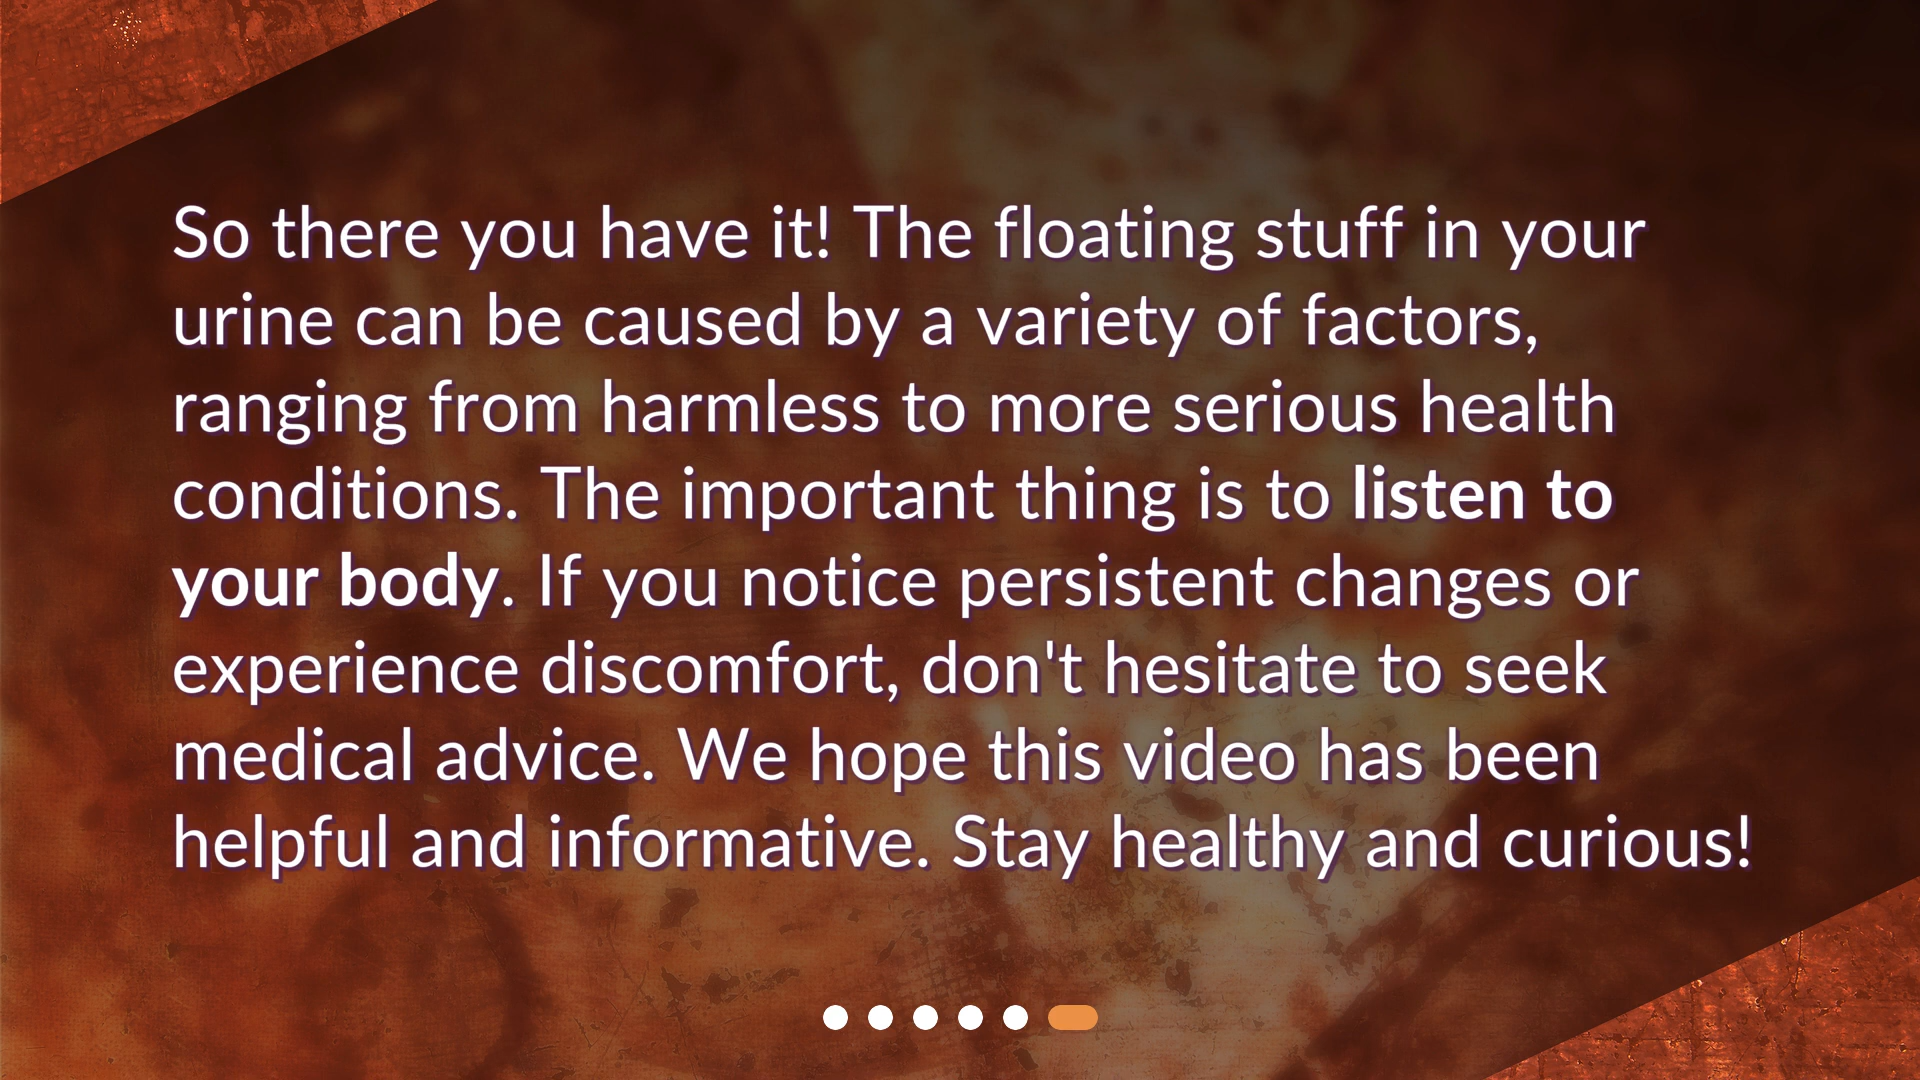 So there you have it! The floating stuff in your
urine can be caused by a variety of factors,
ranging from harmless to more serious health
conditions. The important thing is to listen to
your body. If you notice persistent changes or
experience discomfort, don't hesitate to seek
medical advice. We hope this video has been
helpful and informative. Stay healthy and curious!